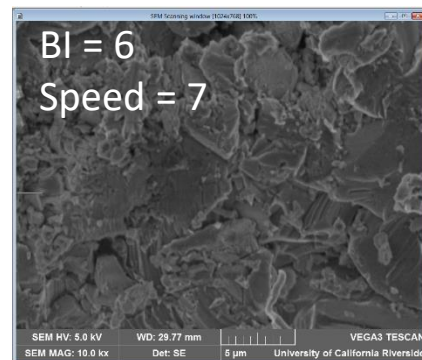 SEM Scanning window [1024x768] 100%
BI = 6
Speed = 7
SEM HV: 5.0 kV WD: 29.77 mm VEGA3 TESCAN
SEM MAG: 10.0 kx Det: SE 5 µm University of California Riverside